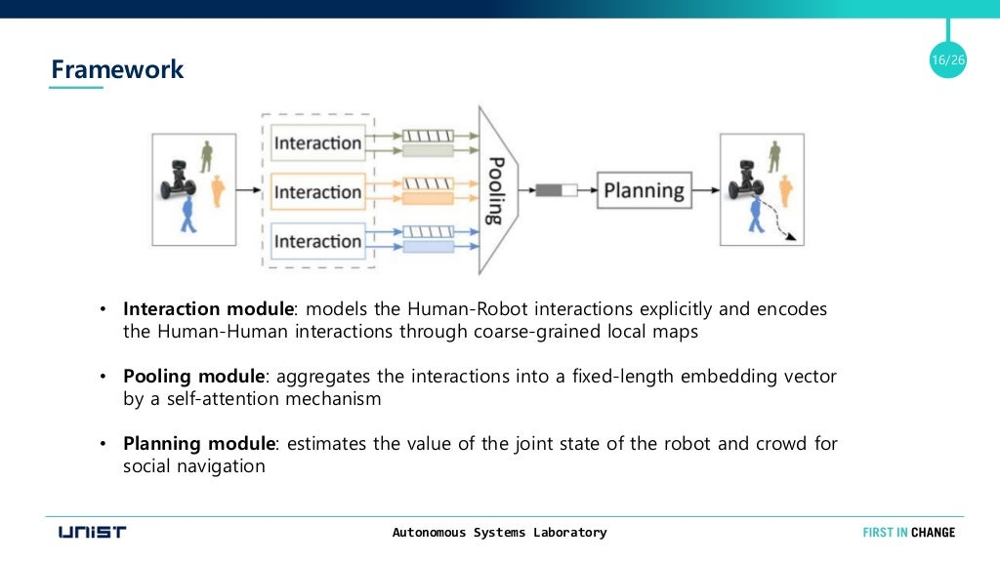 16/26
Framework
Interaction
Interaction
Interaction
Pooling
Planning
• Interaction module: models the Human-Robot interactions explicitly and encodes
the Human-Human interactions through coarse-grained local maps
• Pooling module: aggregates the interactions into a fixed-length embedding vector
by a self-attention mechanism
• Planning module: estimates the value of the joint state of the robot and crowd for
social navigation
UNIST
Autonomous Systems Laboratory
FIRST IN CHANGE